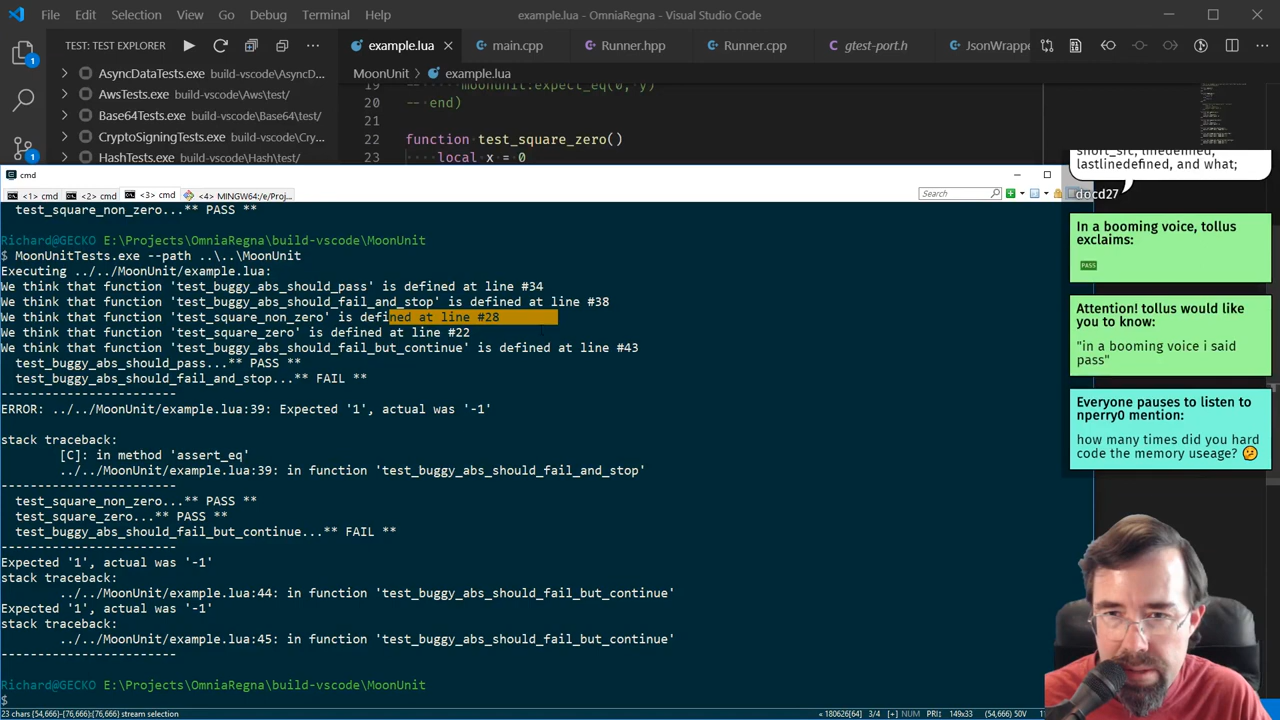 File Edit Selection View Go Debug Terminal Help
example.lua - OmniaRegna - Visual Studio Code
TEST: TEST EXPLORER
example.lua
main.cpp
Runner.hpp
Runner.cpp
gtest-port.h
JsonWrappe
AsyncDataTests.exe build-vscode\AsyncD...
AwsTests.exe build-vscode\Aws\test/
Base64Tests.exe build-vscode\Base64\test/
CryptoSigningTests.exe build-vscode\Cry...
HashTests.exe build-vscode\Hash\test/
MoonUnit > example.lua
19 -- moonunit:expect_eq(0, y)
20 -- end)
21
22 function test_square_zero()
23 local x = 0
cmd
<1> cmd <2> cmd <3> cmd <4> MINGW64:/e/Proj...
Search
test_square_non_zero...** PASS **
Richard@GECKO E:\Projects\OmniaRegna\build-vscode\MoonUnit
$ MoonUnitTests.exe --path ..\..\MoonUnit
Executing ../../MoonUnit/example.lua:
We think that function 'test_buggy_abs_should_pass' is defined at line #34
We think that function 'test_buggy_abs_should_fail_and_stop' is defined at line #38
We think that function 'test_square_non_zero' is defined at line #28
We think that function 'test_square_zero' is defined at line #22
We think that function 'test_buggy_abs_should_fail_but_continue' is defined at line #43
test_buggy_abs_should_pass...** PASS **
test_buggy_abs_should_fail_and_stop...** FAIL **
------------------------
ERROR: ../../MoonUnit/example.lua:39: Expected '1', actual was '-1'
stack traceback:
[C]: in method 'assert_eq'
../../MoonUnit/example.lua:39: in function 'test_buggy_abs_should_fail_and_stop'
------------------------
test_square_non_zero...** PASS **
test_square_zero...** PASS **
test_buggy_abs_should_fail_but_continue...** FAIL **
------------------------
Expected '1', actual was '-1'
stack traceback:
../../MoonUnit/example.lua:44: in function 'test_buggy_abs_should_fail_but_continue'
Expected '1', actual was '-1'
stack traceback:
../../MoonUnit/example.lua:45: in function 'test_buggy_abs_should_fail_but_continue'
------------------------
Richard@GECKO E:\Projects\OmniaRegna\build-vscode\MoonUnit
$
23 chars {54,666}-{76,666}:{76,666} stream selection
« 180626[64] 3/4 [+] NUM PRI: 149x33 (54,666) 50V
short_src, linedefined,
lastlinedefined, and what;
docd27
In a booming voice, tollus
exclaims:
PASS
Attention! tollus would like
you to know:
"in a booming voice i said
pass"
Everyone pauses to listen to
nperry0 mention:
how many times did you hard
code the memory useage?